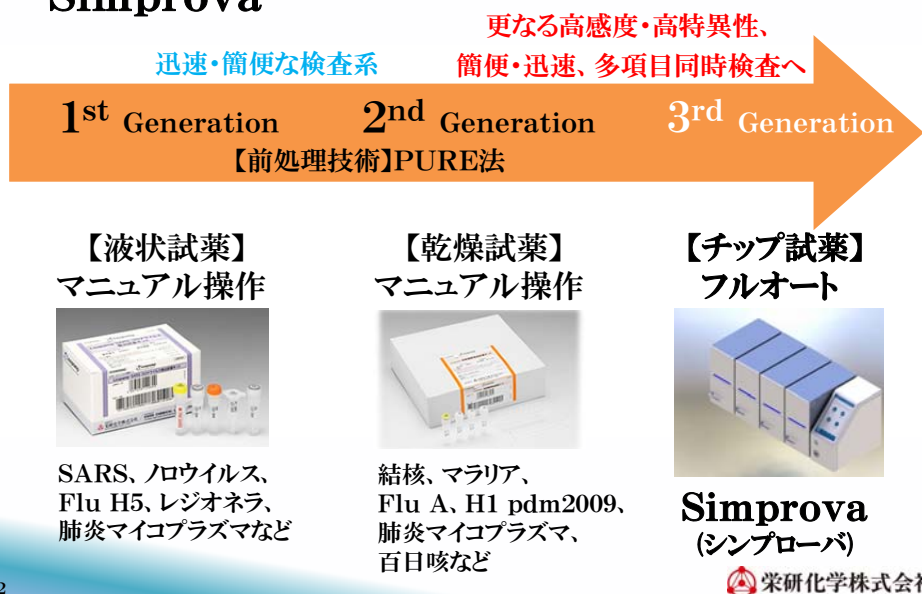 Simprova
更なる高感度・高特異性、
迅速・簡便な検査系
簡便・迅速、多項目同時検査へ
1st Generation
2nd Generation
3rd Generation
【前処理技術】PURE法
【液状試薬】
マニュアル操作
【乾燥試薬】
マニュアル操作
【チップ試薬】
フルオート
SARS、ノロウイルス、
Flu H5、レジオネラ、
肺炎マイコプラズマなど
結核、マラリア、
Flu A、H1 pdm2009、
肺炎マイコプラズマ、
百日咳など
Simprova
(シンプローバ)
2
栄研化学株式会社